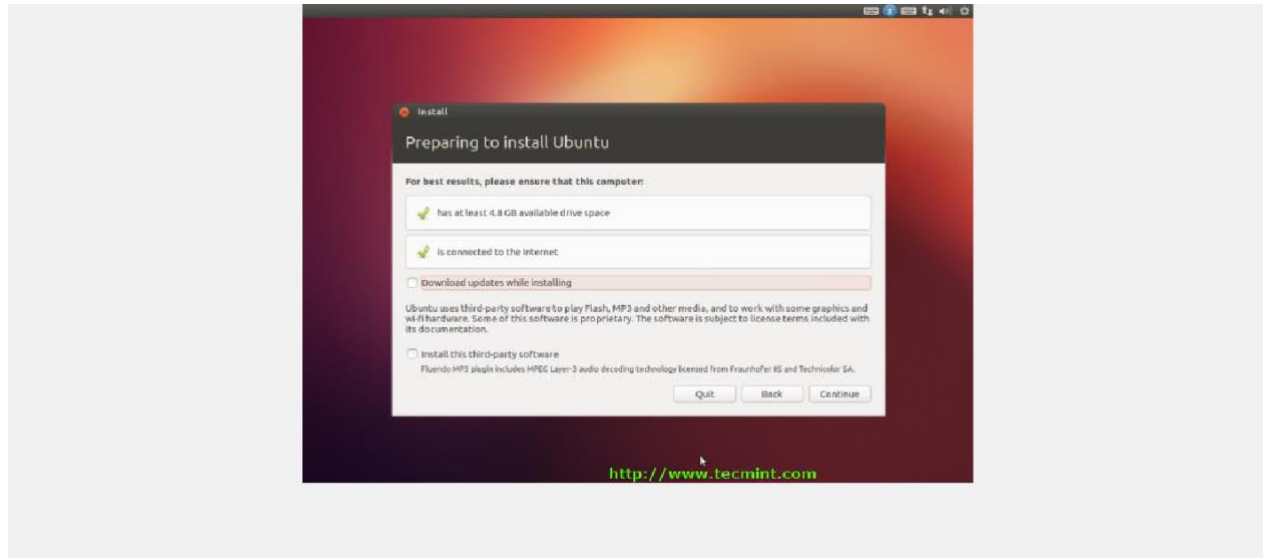 Install
Preparing to install Ubuntu
For best results, please ensure that this computer:
has at least 4.8 GB available drive space
is connected to the Internet
Download updates while installing
Ubuntu uses third-party software to play Flash, MP3 and other media, and to work with some graphics and
wi-fi hardware. Some of this software is proprietary. The software is subject to license terms included with
its documentation.
Install this third-party software
Fluendo MP3 plugin includes MPEG Layer-3 audio decoding technology licensed from Fraunhofer IIS and Technicolor SA.
Quit Back Continue
http://www.tecmint.com